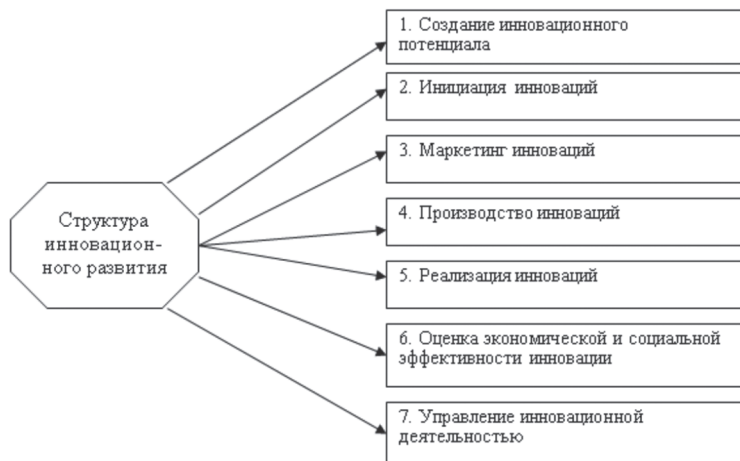 1. Создание инновационного
потенциала
2. Инициация инноваций
3. Маркетинг инноваций
Структура
инновацион-
ного развития
4. Производство инноваций
5. Реализация инноваций
6. Оценка экономической и социальной
эффективности инновации
7. Управление инновационной
деятельностью